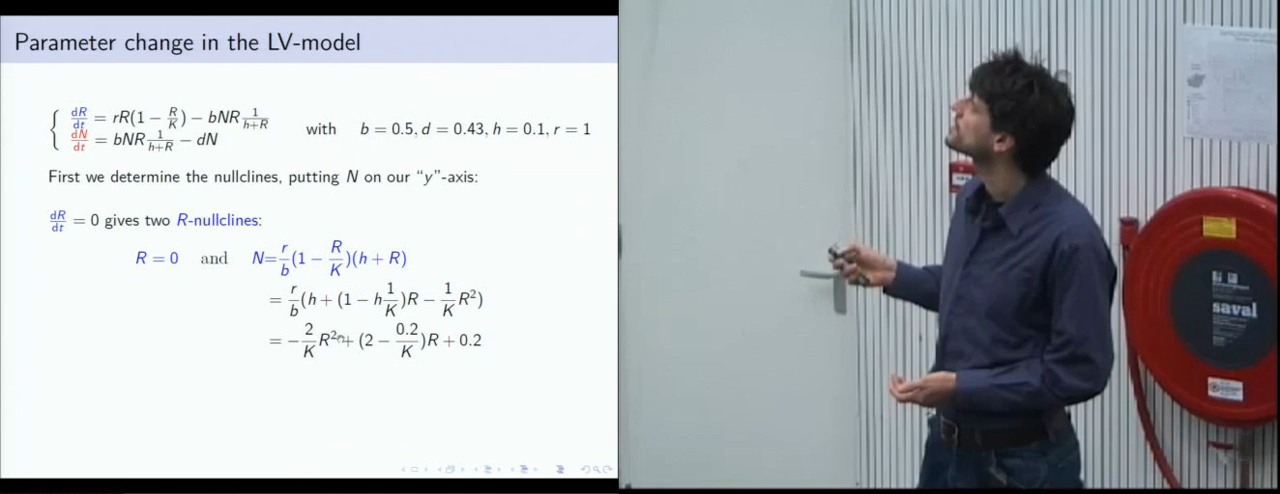 Parameter change in the LV-model
dR/dt = rR(1 − R/K) − bNR 1/(h+R)
dN/dt = bNR 1/(h+R) − dN
with b = 0.5, d = 0.43, h = 0.1, r = 1
First we determine the nullclines, putting N on our “y”-axis:
dR/dt = 0 gives two R-nullclines:
R = 0 and N= r/b (1 − R/K)(h + R)
= r/b (h + (1 − h 1/K)R − 1/K R²)
= − 2/K R² + (2 − 0.2/K)R + 0.2
saval